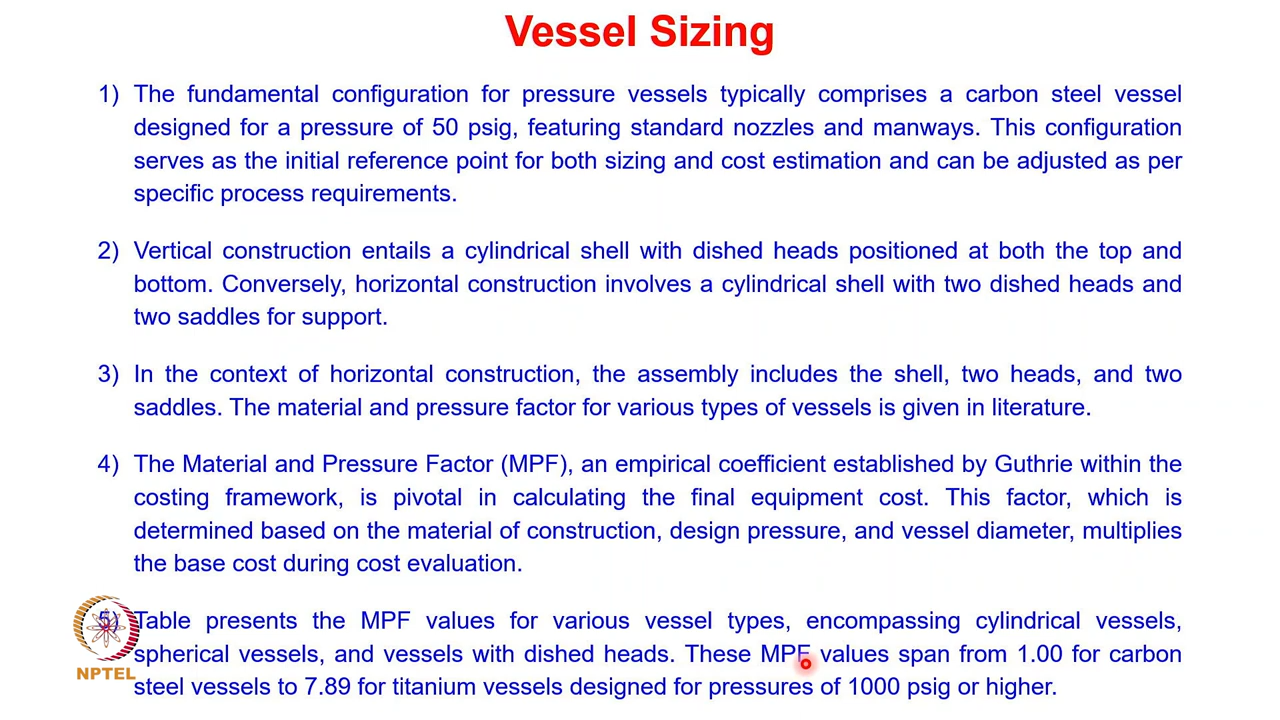 Vessel Sizing
1) The fundamental configuration for pressure vessels typically comprises a carbon steel vessel
designed for a pressure of 50 psig, featuring standard nozzles and manways. This configuration
serves as the initial reference point for both sizing and cost estimation and can be adjusted as per
specific process requirements.
2) Vertical construction entails a cylindrical shell with dished heads positioned at both the top and
bottom. Conversely, horizontal construction involves a cylindrical shell with two dished heads and
two saddles for support.
3) In the context of horizontal construction, the assembly includes the shell, two heads, and two
saddles. The material and pressure factor for various types of vessels is given in literature.
4) The Material and Pressure Factor (MPF), an empirical coefficient established by Guthrie within the
costing framework, is pivotal in calculating the final equipment cost. This factor, which is
determined based on the material of construction, design pressure, and vessel diameter, multiplies
the base cost during cost evaluation.
5) Table presents the MPF values for various vessel types, encompassing cylindrical vessels,
spherical vessels, and vessels with dished heads. These MPF values span from 1.00 for carbon
steel vessels to 7.89 for titanium vessels designed for pressures of 1000 psig or higher.
NPTEL